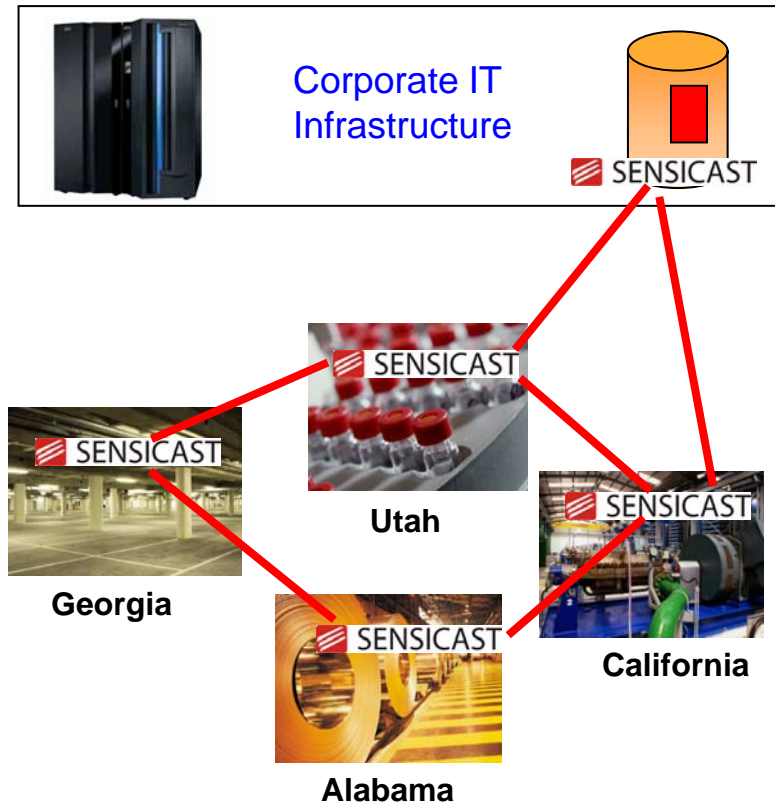 Corporate IT
Infrastructure
SENSICAST
SENSICAST
SENSICAST
Utah
SENSICAST
Georgia
SENSICAST
California
Alabama